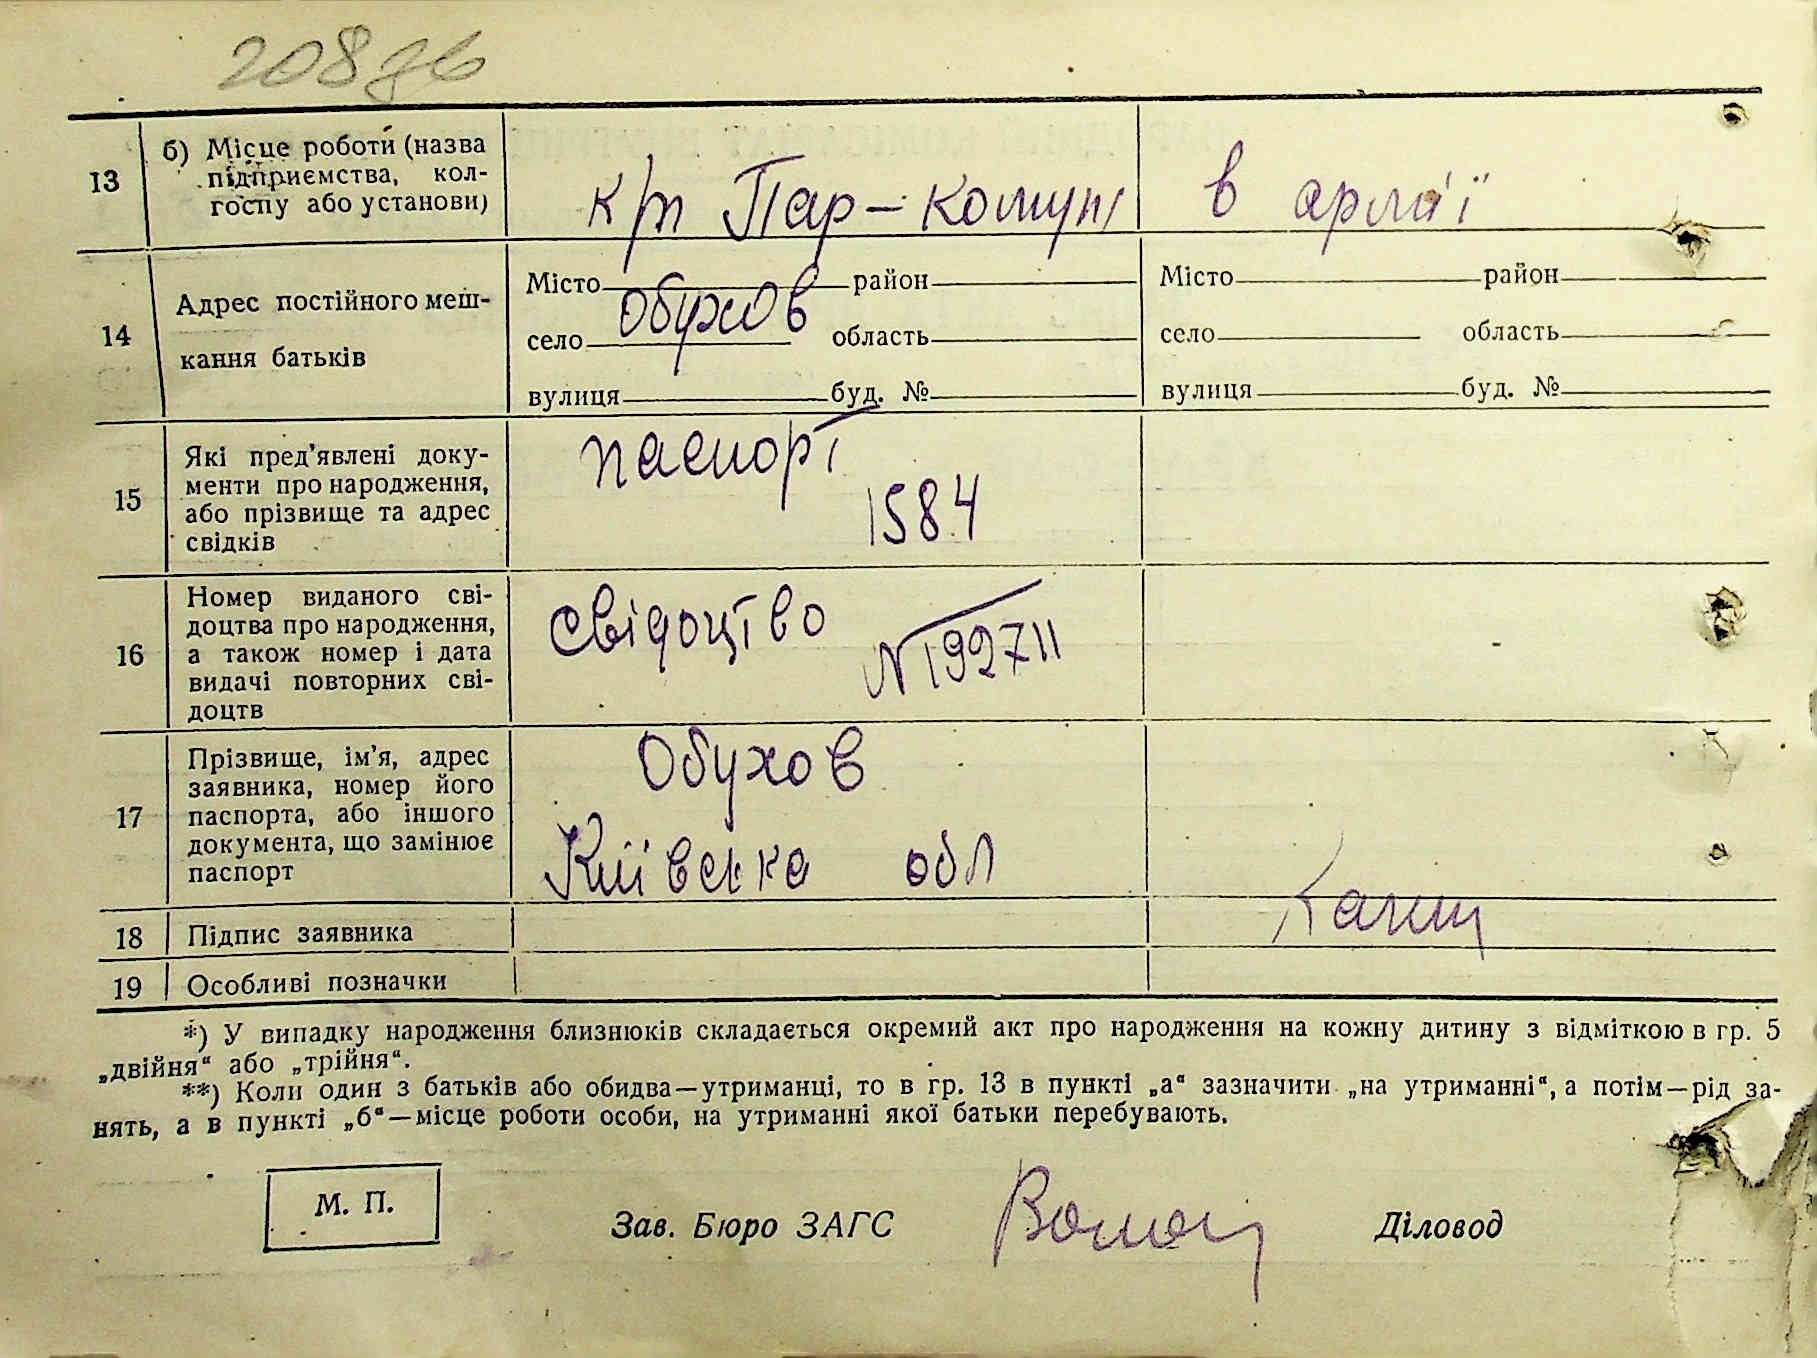 208 зв
13
б) Місце роботи (назва
підприємства, кол-
госпу або установи)
к/т Пар-комун
в армії
14
Адрес постійного меш-
кання батьків
Місто Обухов район
село область
вулиця буд. №
Місто район
село область
вулиця буд. №
15
Які пред'явлені доку-
менти про народження,
або прізвище та адрес
свідків
паспорт
1584
16
Номер виданого сві-
доцтва про народження,
а також номер і дата
видачі повторних сві-
доцтв
свідоцтво
№ 192711
17
Прізвище, ім'я, адрес
заявника, номер його
паспорта, або іншого
документа, що замінює
паспорт
Обухов
Київська обл
18
Підпис заявника
19
Особливі позначки
*) У випадку народження близнюків складається окремий акт про народження на кожну дитину з відміткою в гр. 5
„двійня“ або „трійня“.
**) Коли один з батьків або обидва—утриманці, то в гр. 13 в пункті „а“ зазначити „на утриманні“, а потім—рід за-
нять, а в пункті „б“—місце роботи особи, на утриманні якої батьки перебувають.
М. П.
Зав. Бюро ЗАГС
Діловод